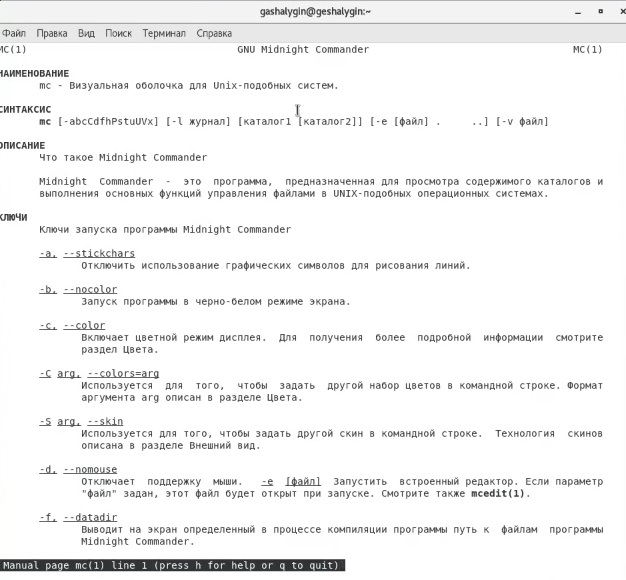 gashalygin@geshalygin:~
Файл Правка Вид Поиск Терминал Справка
MC(1) GNU Midnight Commander MC(1)
НАИМЕНОВАНИЕ
mc - Визуальная оболочка для Unix-подобных систем.
СИНТАКСИС
mc [-abcCdfhPstuUVx] [-l журнал] [каталог1 [каталог2]] [-e [файл] . ..] [-v файл]
ОПИСАНИЕ
Что такое Midnight Commander
Midnight Commander - это программа, предназначенная для просмотра содержимого каталогов и
выполнения основных функций управления файлами в UNIX-подобных операционных системах.
КЛЮЧИ
Ключи запуска программы Midnight Commander
-a, --stickchars
Отключить использование графических символов для рисования линий.
-b, --nocolor
Запуск программы в черно-белом режиме экрана.
-c, --color
Включает цветной режим дисплея. Для получения более подробной информации смотрите
раздел Цвета.
-C arg, --colors=arg
Используется для того, чтобы задать другой набор цветов в командной строке. Формат
аргумента arg описан в разделе Цвета.
-S arg, --skin
Используется для того, чтобы задать другой скин в командной строке. Технология скинов
описана в разделе Внешний вид.
-d, --nomouse
Отключает поддержку мыши. -e [файл] Запустить встроенный редактор. Если параметр
"файл" задан, этот файл будет открыт при запуске. Смотрите также mcedit(1).
-f, --datadir
Выводит на экран определенный в процессе компиляции программы путь к файлам программы
Midnight Commander.
Manual page mc(1) line 1 (press h for help or q to quit)